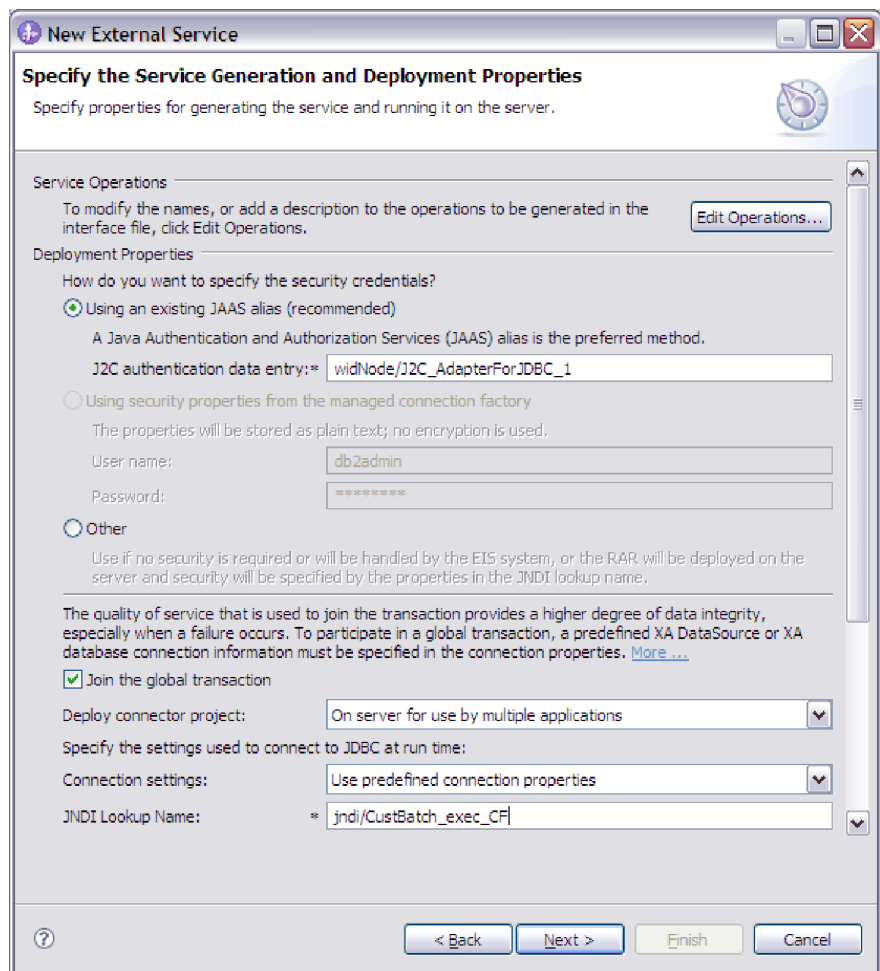 New External Service
Specify the Service Generation and Deployment Properties
Specify properties for generating the service and running it on the server.
Service Operations
To modify the names, or add a description to the operations to be generated in the
interface file, click Edit Operations.
Edit Operations...
Deployment Properties
How do you want to specify the security credentials?
Using an existing JAAS alias (recommended)
A Java Authentication and Authorization Services (JAAS) alias is the preferred method.
J2C authentication data entry:* widNode/J2C_AdapterForJDBC_1
Using security properties from the managed connection factory
The properties will be stored as plain text; no encryption is used.
User name: db2admin
Password: ********
Other
Use if no security is required or will be handled by the EIS system, or the RAR will be deployed on the
server and security will be specified by the properties in the JNDI lookup name.
The quality of service that is used to join the transaction provides a higher degree of data integrity,
especially when a failure occurs. To participate in a global transaction, a predefined XA DataSource or XA
database connection information must be specified in the connection properties. More ...
Join the global transaction
Deploy connector project: On server for use by multiple applications
Specify the settings used to connect to JDBC at run time:
Connection settings: Use predefined connection properties
JNDI Lookup Name: * jndi/CustBatch_exec_CF
? < Back Next > Finish Cancel